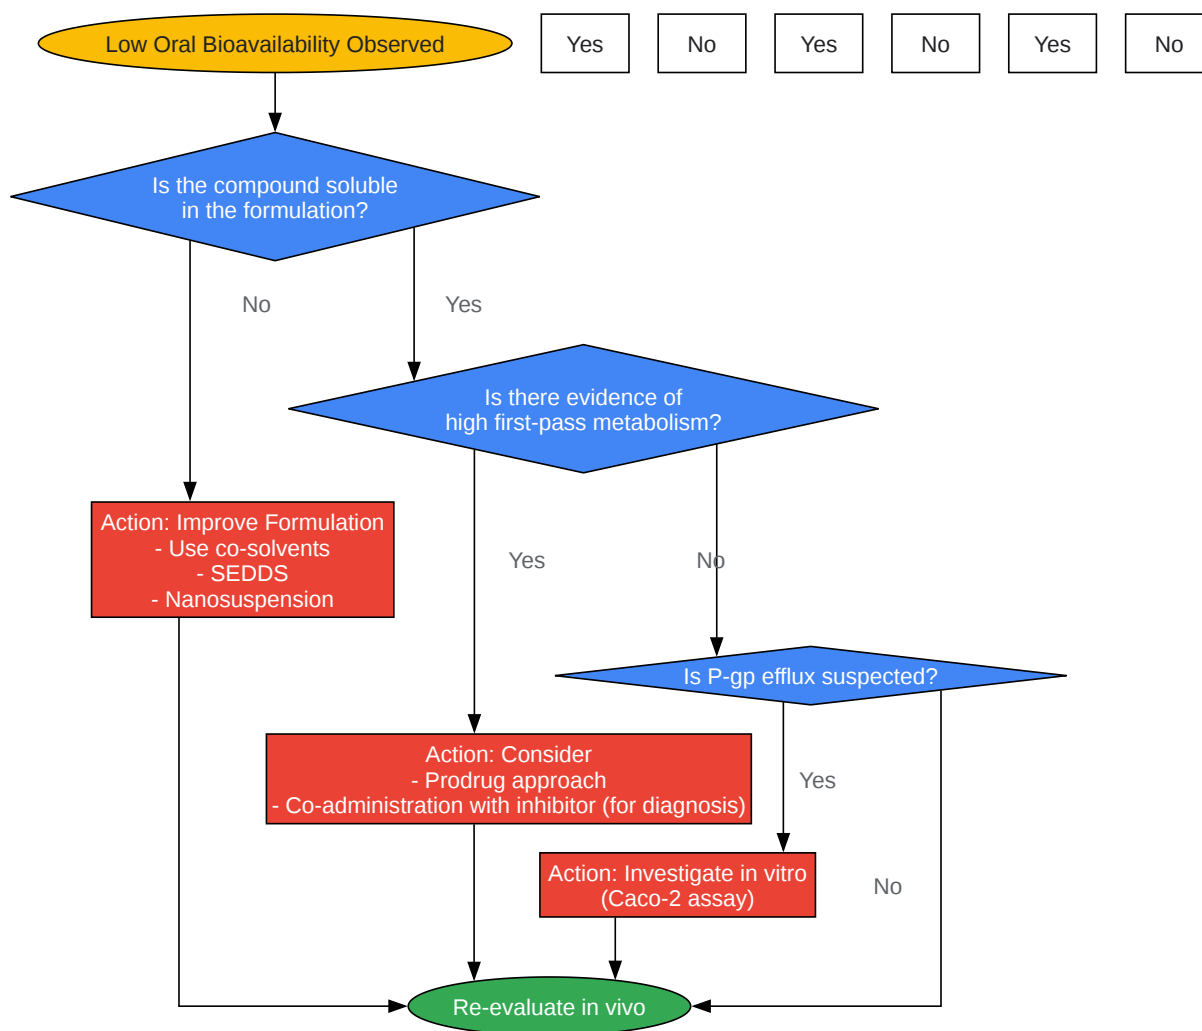 Low Oral Bioavailability Observed
Yes
No
Yes
No
Yes
No
Is the compound soluble
in the formulation?
No
Yes
Is there evidence of
high first-pass metabolism?
Action: Improve Formulation
- Use co-solvents
- SEDDS
- Nanosuspension
Yes
No
Is P-gp efflux suspected?
Action: Consider
- Prodrug approach
- Co-administration with inhibitor (for diagnosis)
Yes
Action: Investigate in vitro
(Caco-2 assay)
No
Re-evaluate in vivo